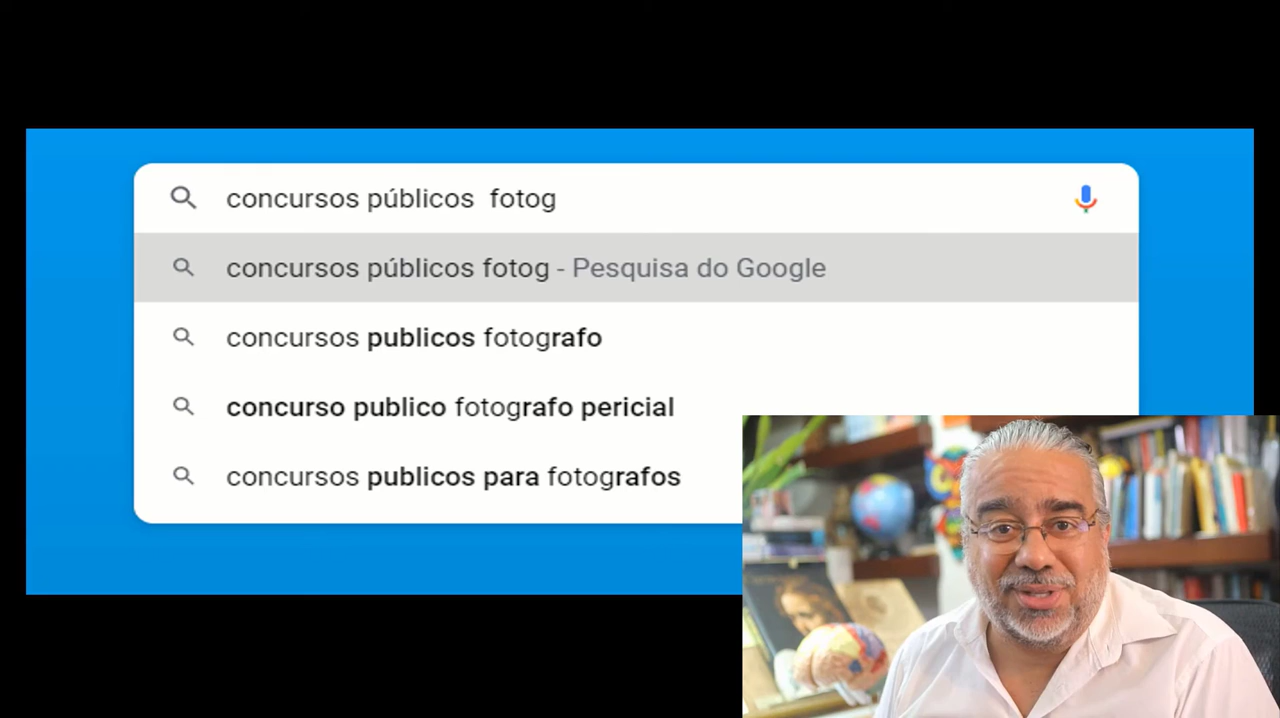 concursos públicos  fotog
concursos públicos fotog - Pesquisa do Google
concursos publicos fotografo
concurso publico fotografo pericial
concursos publicos para fotografos